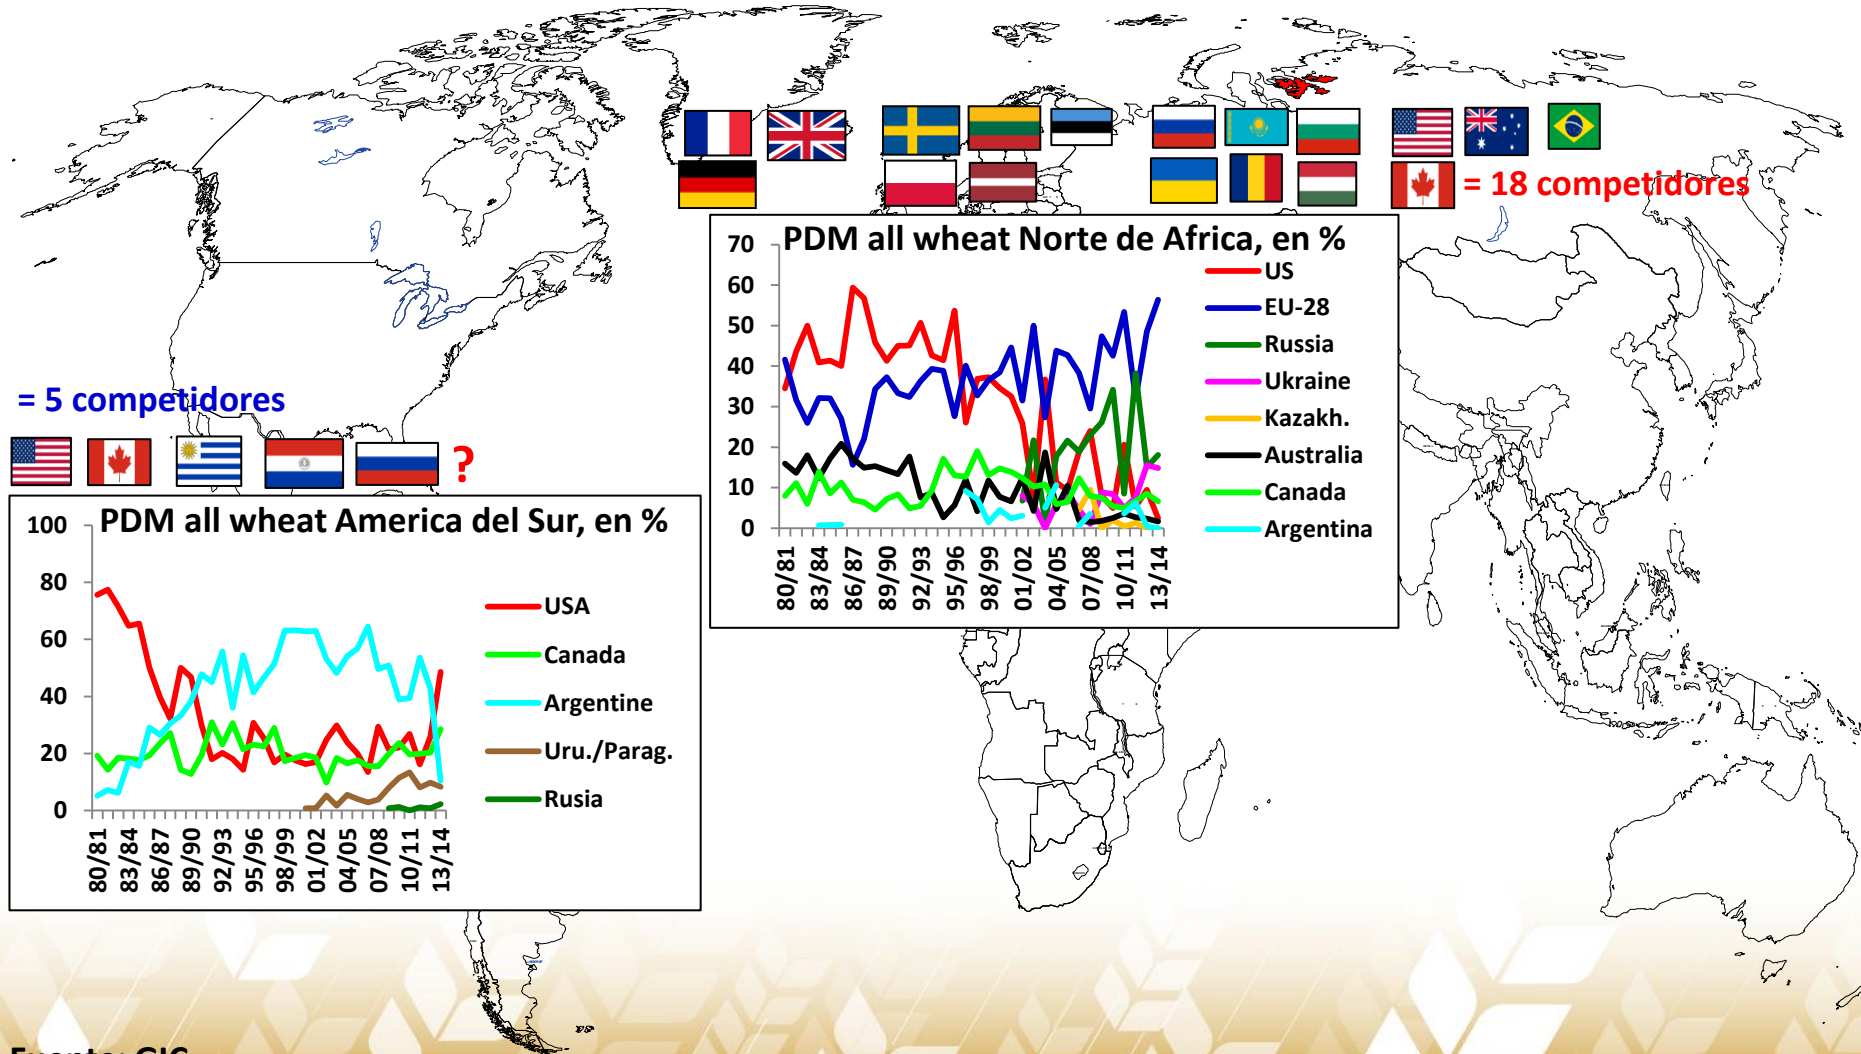 = 18 competidores
PDM all wheat Norte de Africa, en %
70
60
50
40
30
20
10
0
80/81
83/84
86/87
89/90
92/93
95/96
98/99
01/02
04/05
07/08
10/11
13/14
US
EU-28
Russia
Ukraine
Kazakh.
Australia
Canada
Argentina
= 5 competidores
?
PDM all wheat America del Sur, en %
100
80
60
40
20
0
80/81
83/84
86/87
89/90
92/93
95/96
98/99
01/02
04/05
07/08
10/11
13/14
USA
Canada
Argentine
Uru./Parag.
Rusia
Fuente: CIC